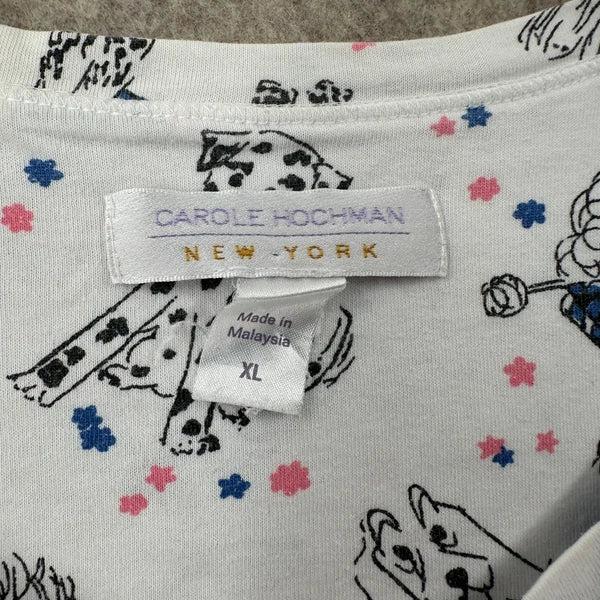 CAROLE HOCHMAN
NEW-YORK
Made in
Malaysia
XL